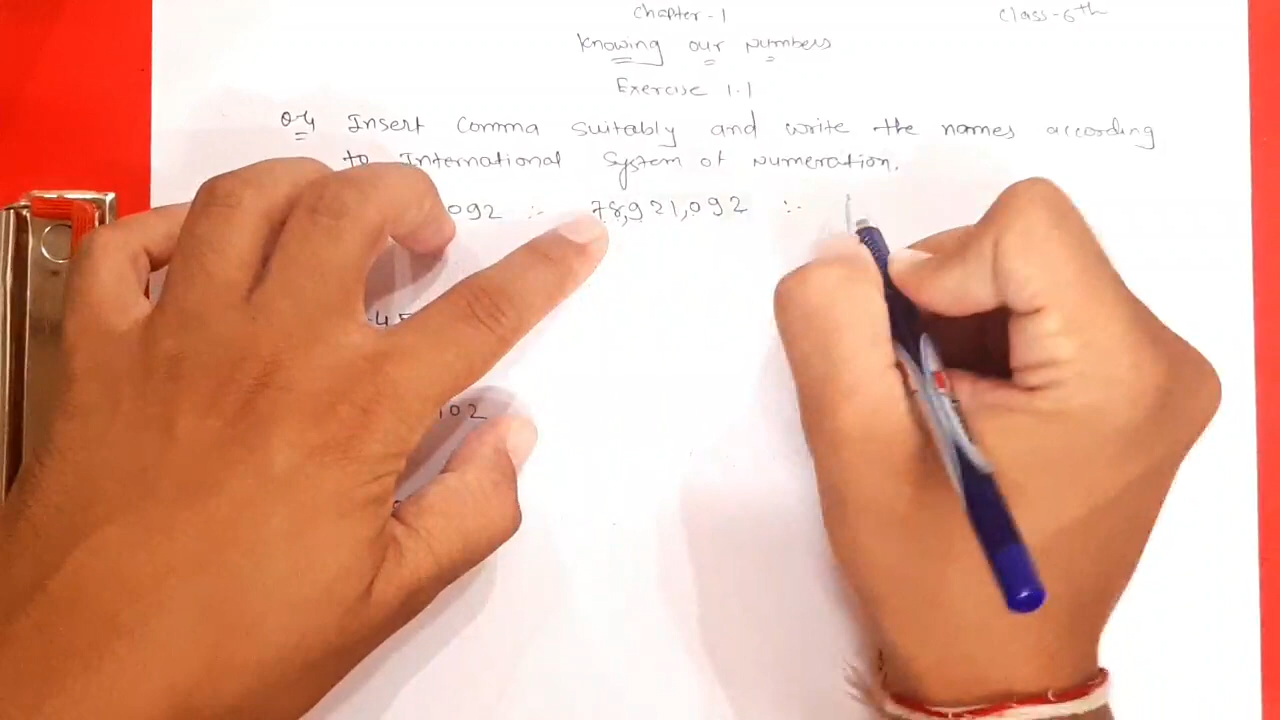 Chapter-1
Class-6th
Knowing our Numbers
Exercise 1.1
Q4 Insert Comma suitably and write the names according
to International System of Numeration.
092 :- 78,921,092 :-
45
102